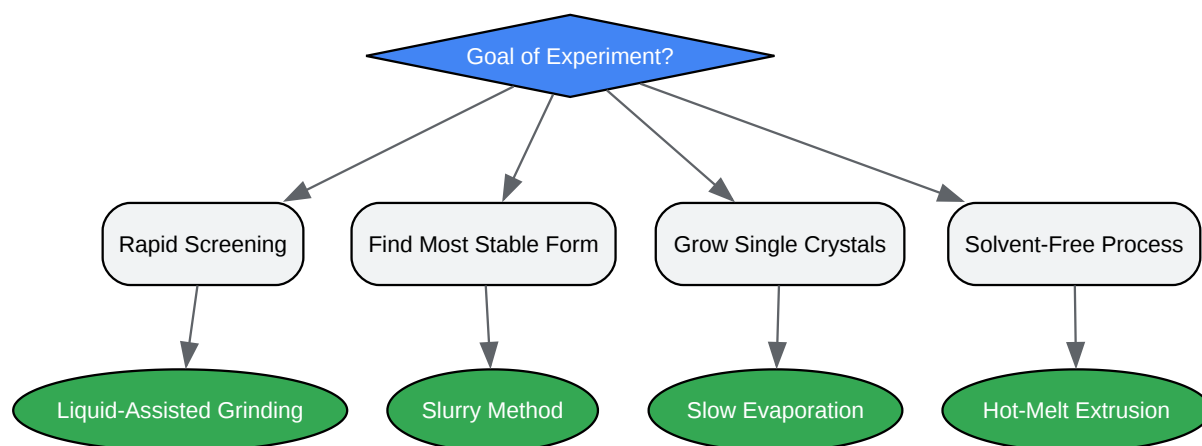 Goal of Experiment?
Rapid Screening
Find Most Stable Form
Grow Single Crystals
Solvent-Free Process
Liquid-Assisted Grinding
Slurry Method
Slow Evaporation
Hot-Melt Extrusion